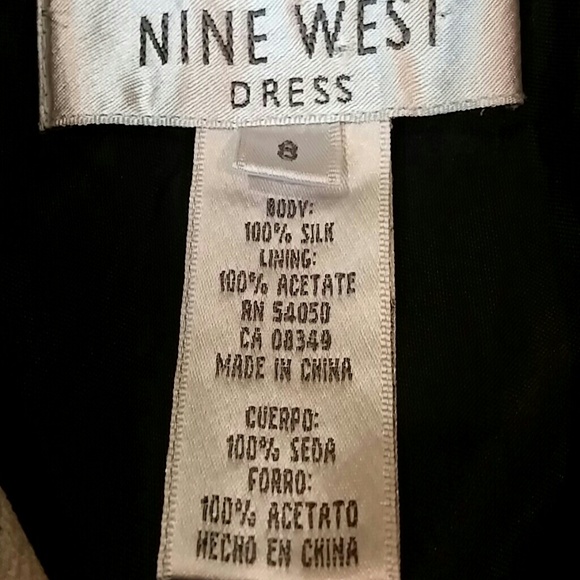 NINE WEST
DRESS
8
BODY:
100% SILK
LINING:
100% ACETATE
RN 54050
CA 08349
MADE IN CHINA
CUERPO:
100% SEDA
FORRO:
100% ACETATO
HECHO EN CHINA